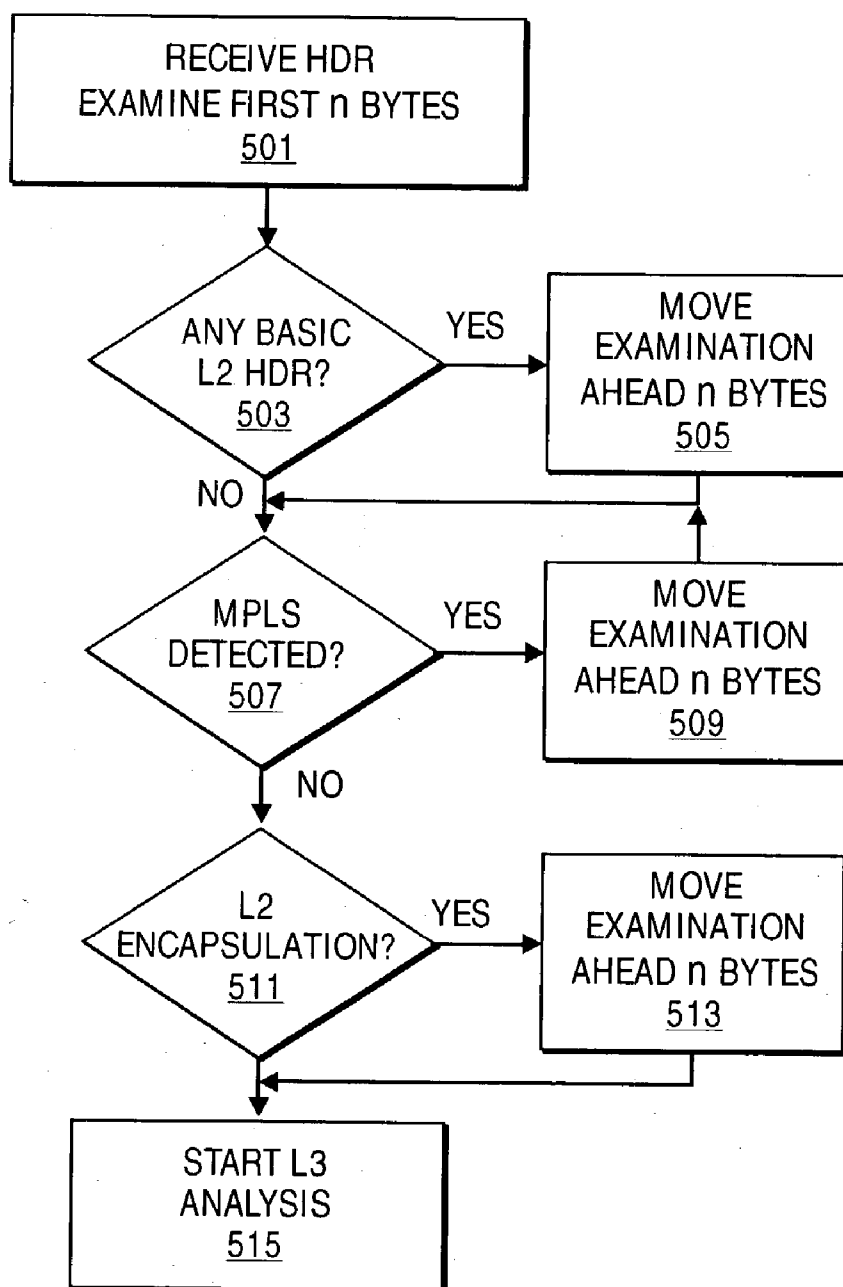 RECEIVE HDR
EXAMINE FIRST n BYTES
501
ANY BASIC
L2 HDR?
503
YES
MOVE
EXAMINATION
AHEAD n BYTES
505
NO
MPLS
DETECTED?
507
YES
MOVE
EXAMINATION
AHEAD n BYTES
509
NO
L2
ENCAPSULATION?
511
YES
MOVE
EXAMINATION
AHEAD n BYTES
513
START L3
ANALYSIS
515